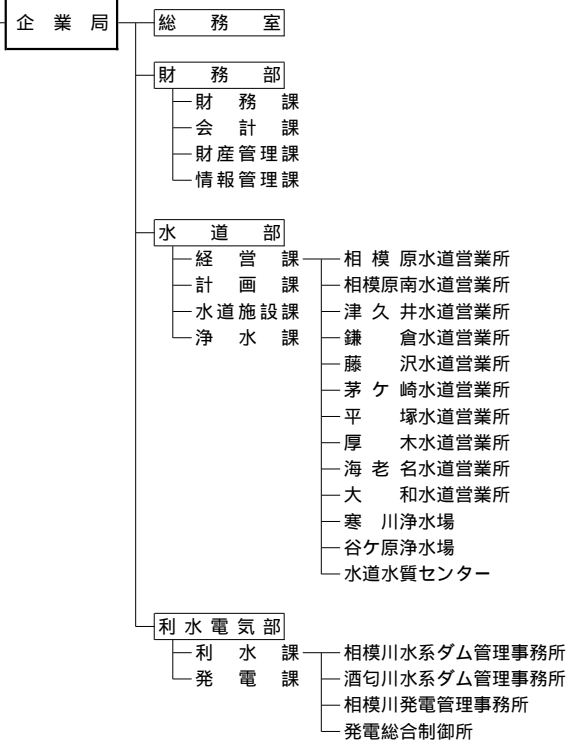 企業局
総務室
財務部
財務課
会計課
財産管理課
情報管理課
水道部
経営課
相模原水道営業所
計画課
相模原南水道営業所
水道施設課
津久井水道営業所
浄水課
鎌倉水道営業所
藤沢水道営業所
茅ケ崎水道営業所
平塚水道営業所
厚木水道営業所
海老名水道営業所
大和水道営業所
寒川浄水場
谷ケ原浄水場
水道水質センター
利水電気部
利水課
相模川水系ダム管理事務所
発電課
酒匂川水系ダム管理事務所
相模川発電管理事務所
発電総合制御所